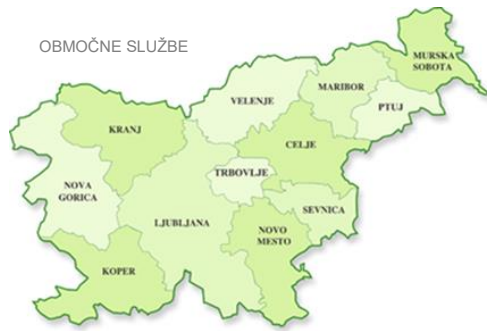 OBMOČNE SLUŽBE
MURSKA
SOBOTA
MARIBOR
VELENJE
PTUJ
KRANJ
CELJE
TRBOVLJE
NOVA
GORICA
SEVNICA
LJUBLJANA
NOVO
MESTO
KOPER